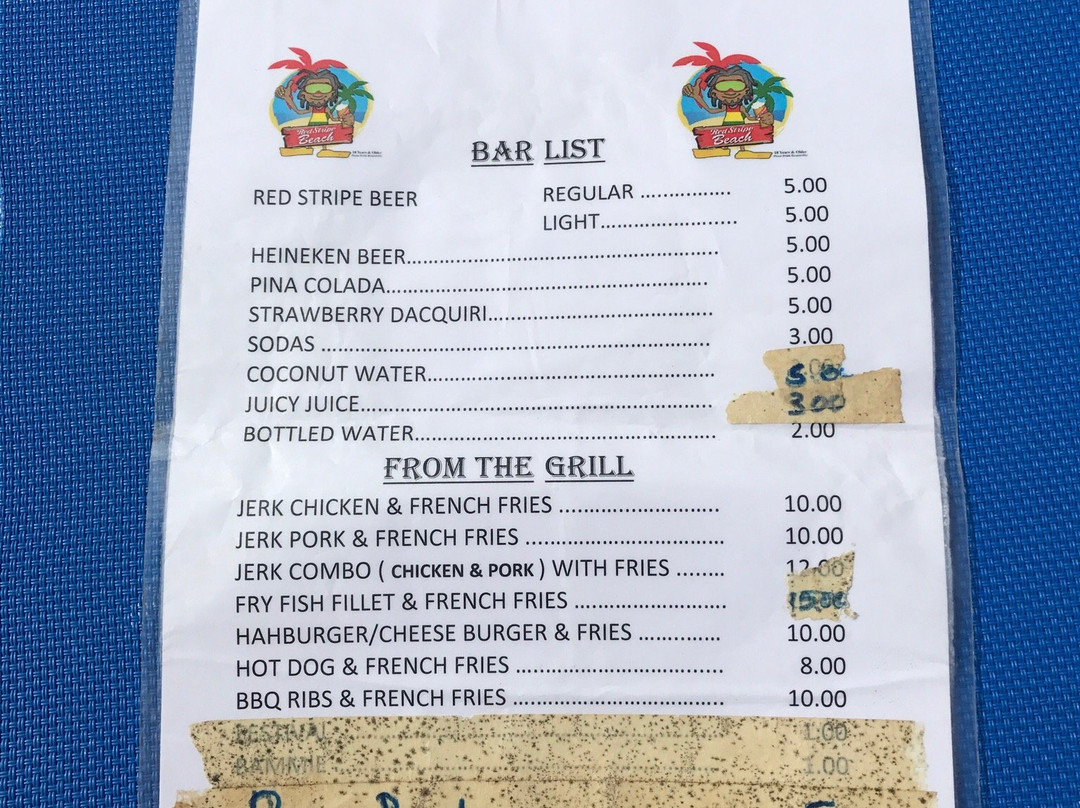 Red Stripe Beach
Red Stripe Beach
BAR LIST
RED STRIPE BEER REGULAR ................ 5.00
LIGHT........................ 5.00
HEINEKEN BEER................................................................ 5.00
PINA COLADA................................................................ 5.00
STRAWBERRY DACQUIRI............................................. 5.00
SODAS ................................................................ 3.00
COCONUT WATER......................................................
JUICY JUICE................................................................ 3.00
BOTTLED WATER...................................................... 2.00
FROM THE GRILL
JERK CHICKEN & FRENCH FRIES ............................ 10.00
JERK PORK & FRENCH FRIES .................................. 10.00
JERK COMBO ( CHICKEN & PORK ) WITH FRIES ........ 12.00
FRY FISH FILLET & FRENCH FRIES .......................... 15.00
HAHBURGER/CHEESE BURGER & FRIES .............. 10.00
HOT DOG & FRENCH FRIES ................................... 8.00
BBQ RIBS & FRENCH FRIES ................................... 10.00
FESTIVAL 1.00
BAMMIE 1.00